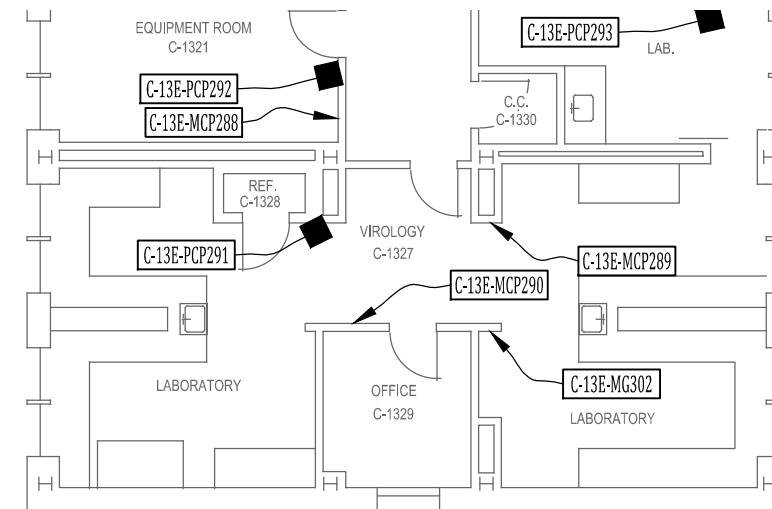 EQUIPMENT ROOM
C-1321
C-13E-PCP293
LAB.
C-13E-PCP292
C-13E-MCP288
C.C.
C-1330
REF.
C-1328
VIROLOGY
C-1327
C-13E-PCP291
C-13E-MCP289
C-13E-MCP290
LABORATORY
OFFICE
C-1329
C-13E-MG302
LABORATORY